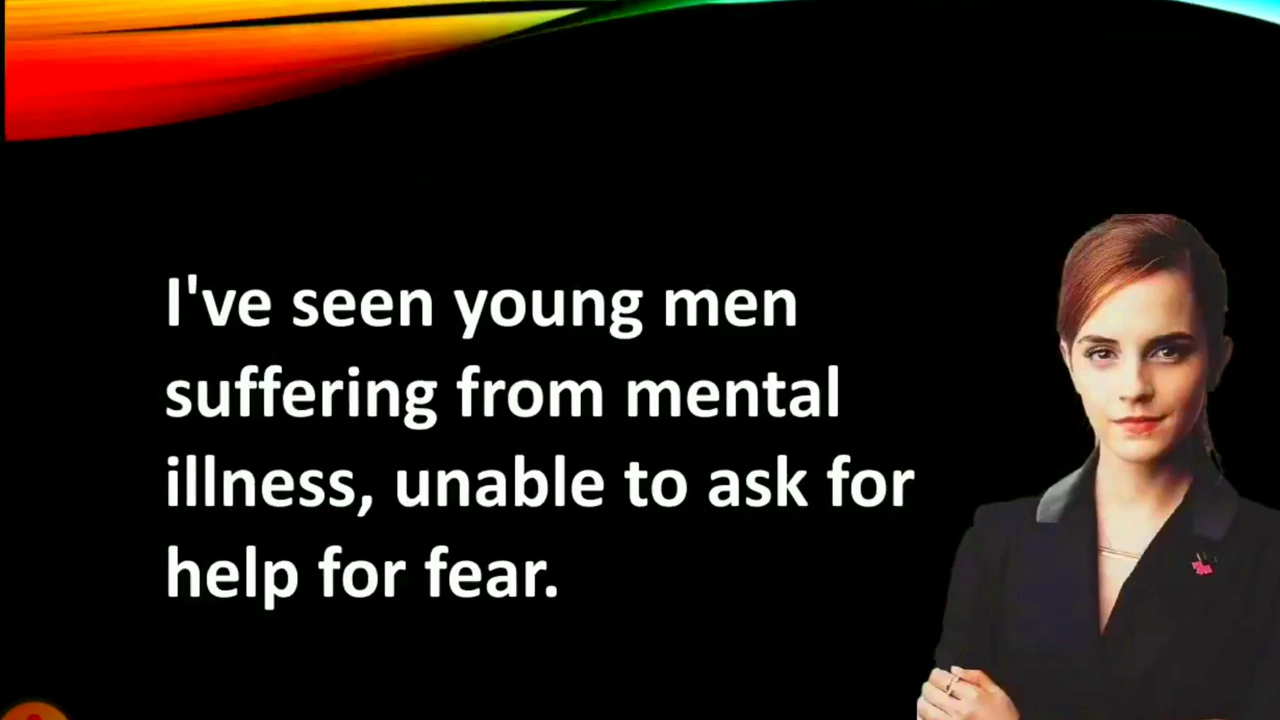 I've seen young men
suffering from mental
illness, unable to ask for
help for fear.